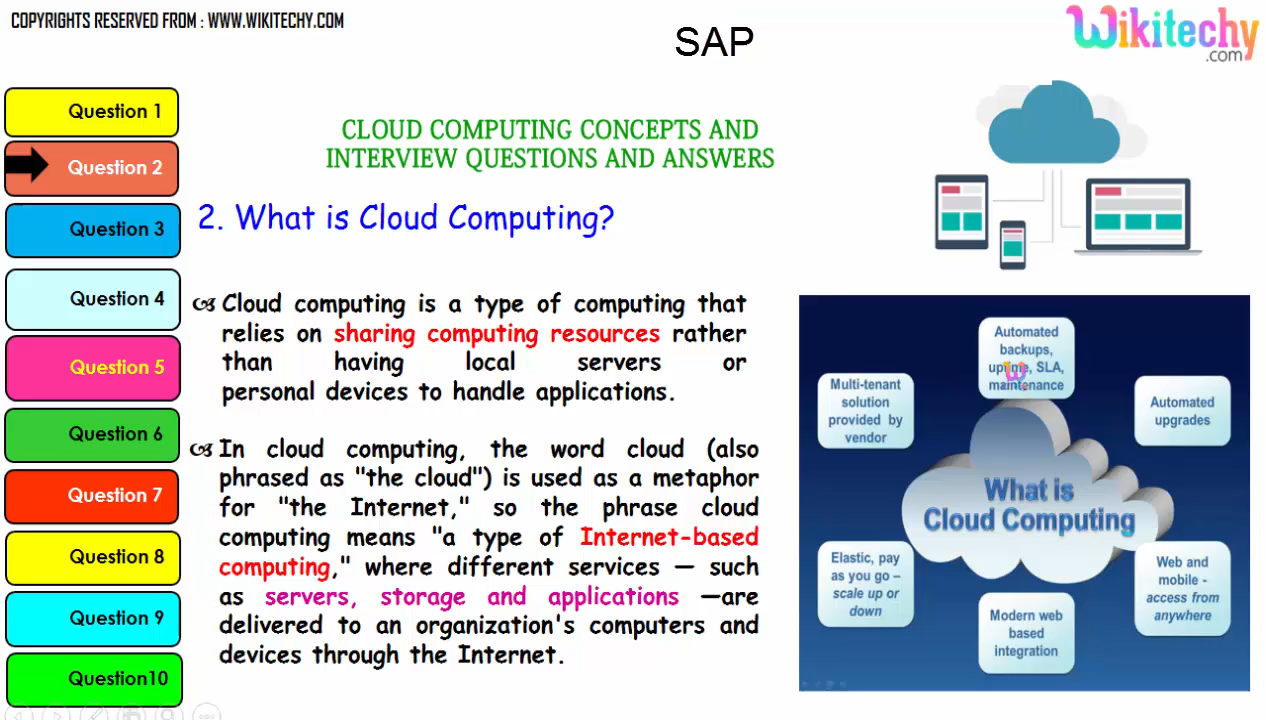 COPYRIGHTS RESERVED FROM : WWW.WIKITECHY.COM
SAP
Wikitechy
.com
Question 1
Question 2
Question 3
Question 4
Question 5
Question 6
Question 7
Question 8
Question 9
Question10
CLOUD COMPUTING CONCEPTS AND
INTERVIEW QUESTIONS AND ANSWERS
2. What is Cloud Computing?
Cloud computing is a type of computing that
relies on sharing computing resources rather
than having local servers or
personal devices to handle applications.
In cloud computing, the word cloud (also
phrased as "the cloud") is used as a metaphor
for "the Internet," so the phrase cloud
computing means "a type of Internet-based
computing," where different services — such
as servers, storage and applications —are
delivered to an organization's computers and
devices through the Internet.
Automated
backups,
uptime, SLA,
maintenance
Multi-tenant
solution
provided by
vendor
Automated
upgrades
What is
Cloud Computing
Elastic, pay
as you go –
scale up or
down
Web and
mobile -
access from
anywhere
Modern web
based
integration